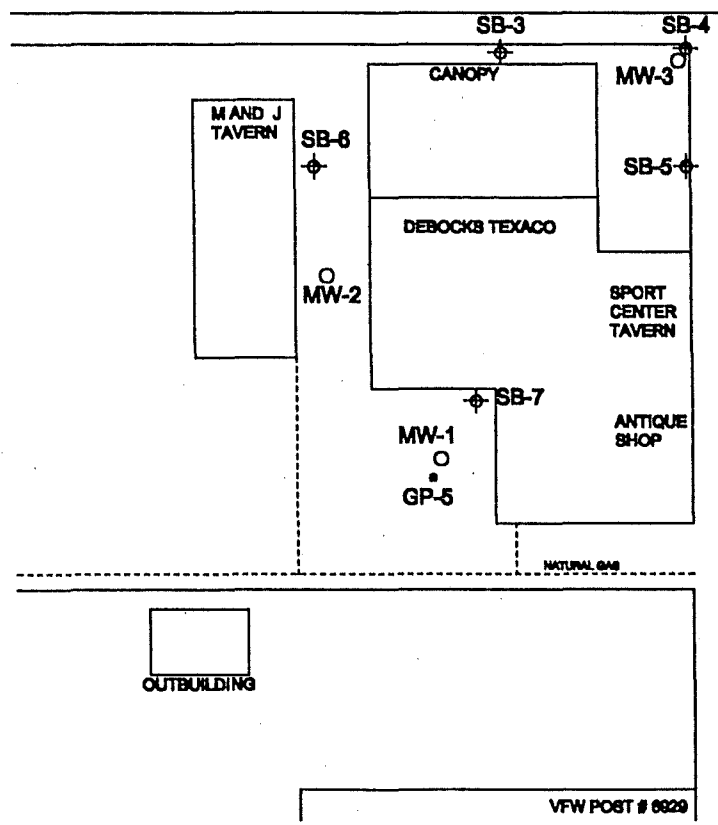 SB-3
SB-4
CANOPY
MW-3
M AND J
TAVERN
SB-6
SB-5
DEBOCKS TEXACO
MW-2
SPORT
CENTER
TAVERN
SB-7
ANTIQUE
SHOP
MW-1
GP-5
NATURAL GAS
OUTBUILDING
VFW POST # 6929